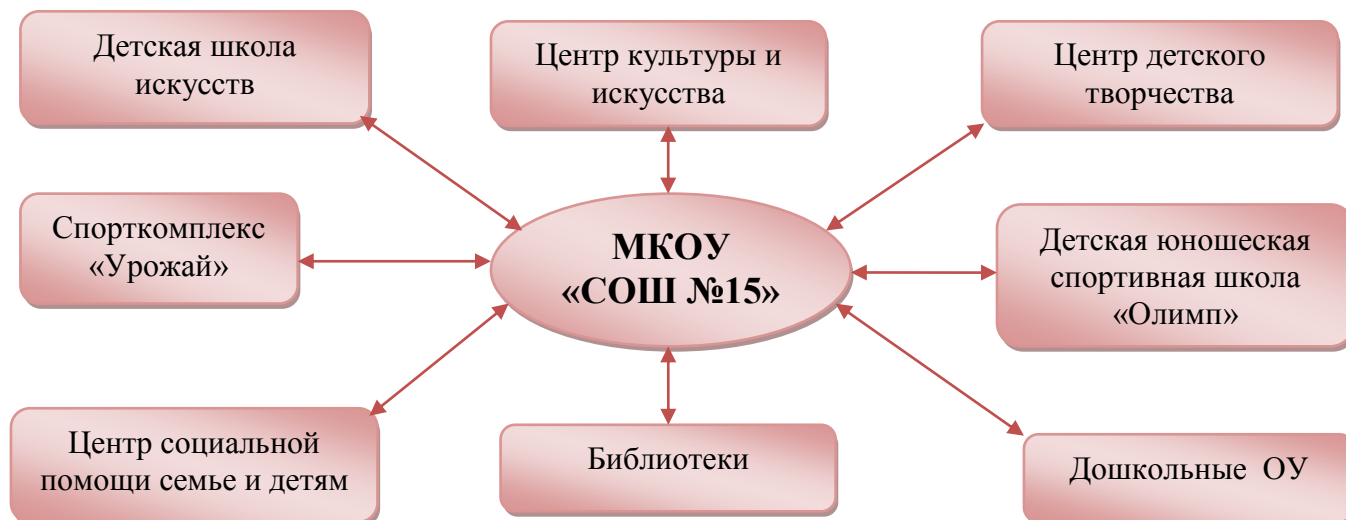 Детская школа
искусств
Центр культуры и
искусства
Центр детского
творчества
Спорткомплекс
«Урожай»
МКОУ
«СОШ №15»
Детская юношеская
спортивная школа
«Олимп»
Центр социальной
помощи семье и детям
Библиотеки
Дошкольные ОУ